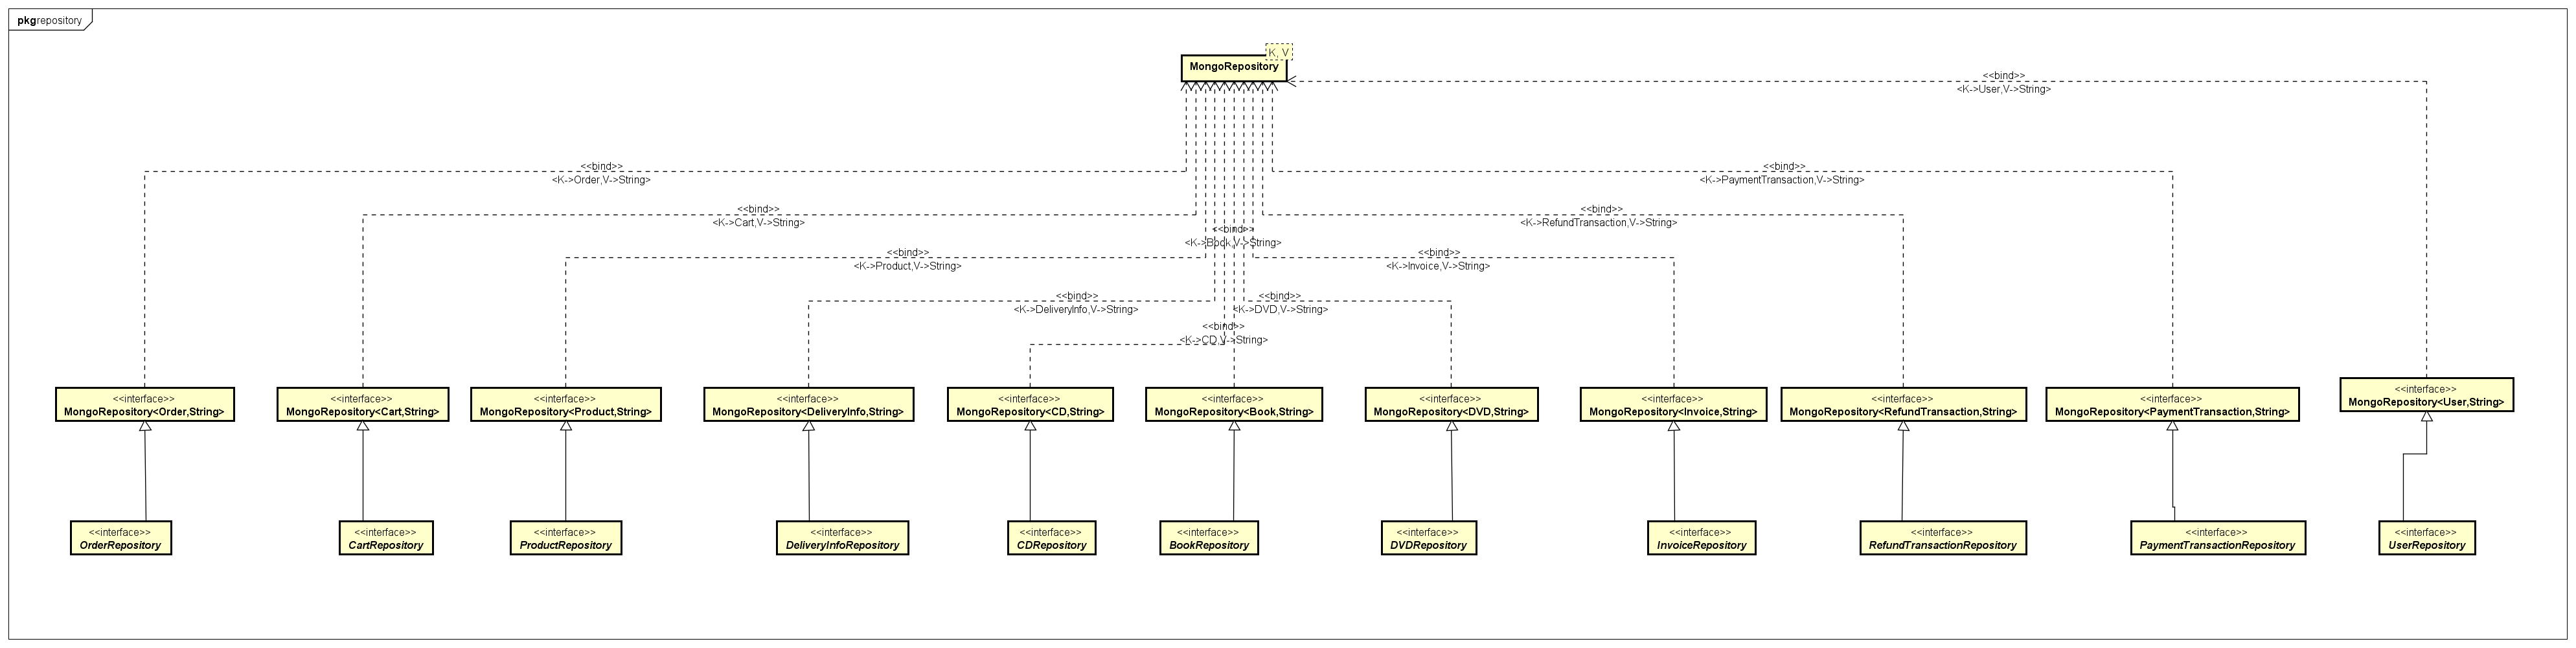 pkg repository
K, V
MongoRepository
<<bind>>
<K->User,V->String>
<<bind>>
<K->Order,V->String>
<<bind>>
<K->PaymentTransaction,V->String>
<<bind>>
<K->Cart,V->String>
<<bind>>
<K->RefundTransaction,V->String>
<<bind>>
<K->Book,V->String>
<<bind>>
<K->Product,V->String>
<<bind>>
<K->Invoice,V->String>
<<bind>>
<K->DeliveryInfo,V->String>
<<bind>>
<K->DVD,V->String>
<<bind>>
<K->CD,V->String>
<<interface>>
MongoRepository<Order,String>
<<interface>>
MongoRepository<Cart,String>
<<interface>>
MongoRepository<Product,String>
<<interface>>
MongoRepository<DeliveryInfo,String>
<<interface>>
MongoRepository<CD,String>
<<interface>>
MongoRepository<Book,String>
<<interface>>
MongoRepository<DVD,String>
<<interface>>
MongoRepository<Invoice,String>
<<interface>>
MongoRepository<RefundTransaction,String>
<<interface>>
MongoRepository<PaymentTransaction,String>
<<interface>>
MongoRepository<User,String>
<<interface>>
OrderRepository
<<interface>>
CartRepository
<<interface>>
ProductRepository
<<interface>>
DeliveryInfoRepository
<<interface>>
CDRepository
<<interface>>
BookRepository
<<interface>>
DVDRepository
<<interface>>
InvoiceRepository
<<interface>>
RefundTransactionRepository
<<interface>>
PaymentTransactionRepository
<<interface>>
UserRepository